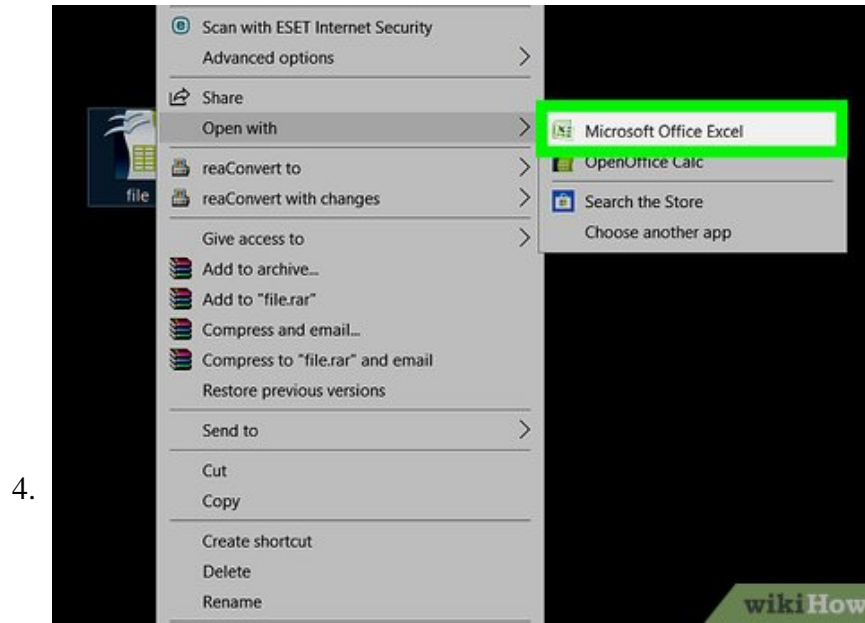 Scan with ESET Internet Security
Advanced options
Share
Open with
Microsoft Office Excel
OpenOffice Calc
file
reaConvert to
reaConvert with changes
Search the Store
Give access to
Choose another app
Add to archive...
Add to "file.rar"
Compress and email...
Compress to "file.rar" and email
Restore previous versions
Send to
Cut
4.
Copy
Create shortcut
Delete
Rename
wikiHow